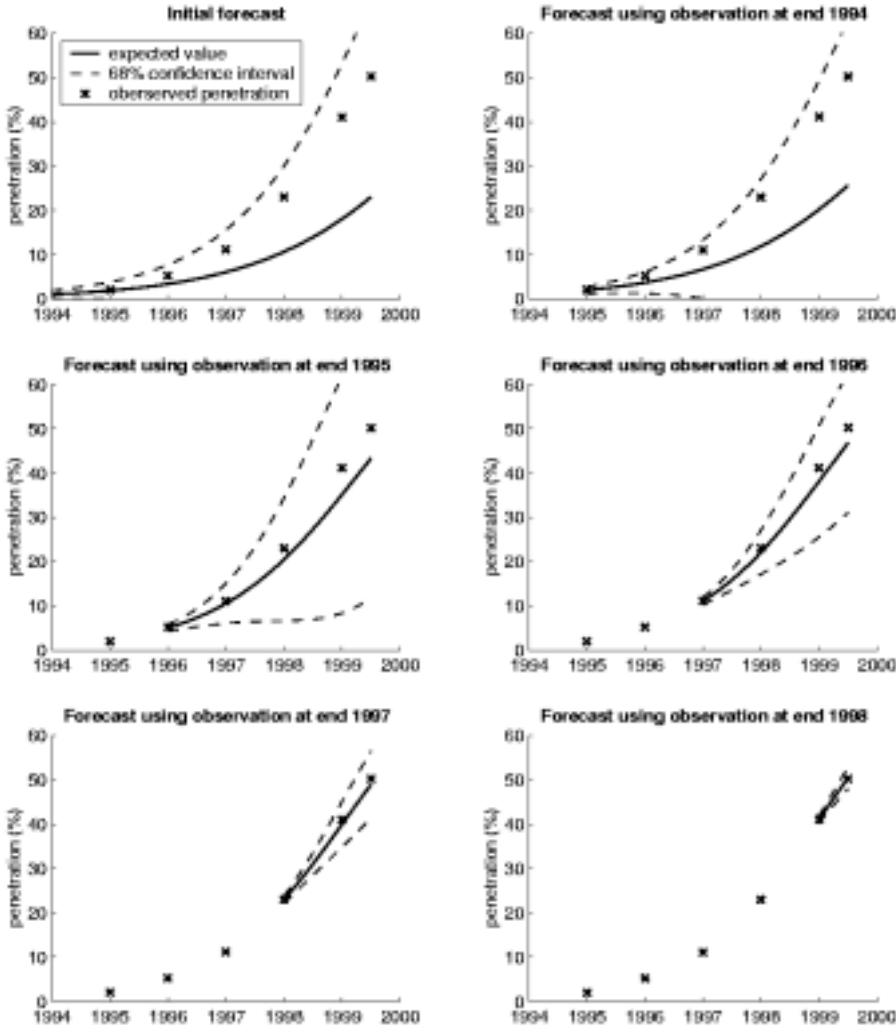 Initial forecast
60
50
40
30
20
10
0
penetration (%)
expected value
68% confidence interval
oberserved penetration
1994 1995 1996 1997 1998 1999 2000
Forecast using observation at end 1994
60
50
40
30
20
10
0
penetration (%)
1994 1995 1996 1997 1998 1999 2000
Forecast using observation at end 1995
60
50
40
30
20
10
0
penetration (%)
1994 1995 1996 1997 1998 1999 2000
Forecast using observation at end 1996
60
50
40
30
20
10
0
penetration (%)
1994 1995 1996 1997 1998 1999 2000
Forecast using observation at end 1997
60
50
40
30
20
10
0
penetration (%)
1994 1995 1996 1997 1998 1999 2000
Forecast using observation at end 1998
60
50
40
30
20
10
0
penetration (%)
1994 1995 1996 1997 1998 1999 2000